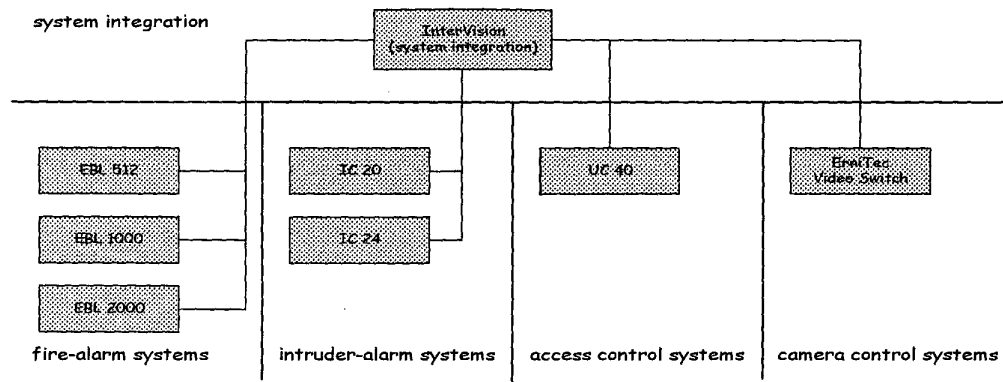 system integration
InterVision
(system integration)
EBL 512
EBL 1000
EBL 2000
fire-alarm systems
IC 20
IC 24
intruder-alarm systems
UC 40
access control systems
ErniTec
Video Switch
camera control systems